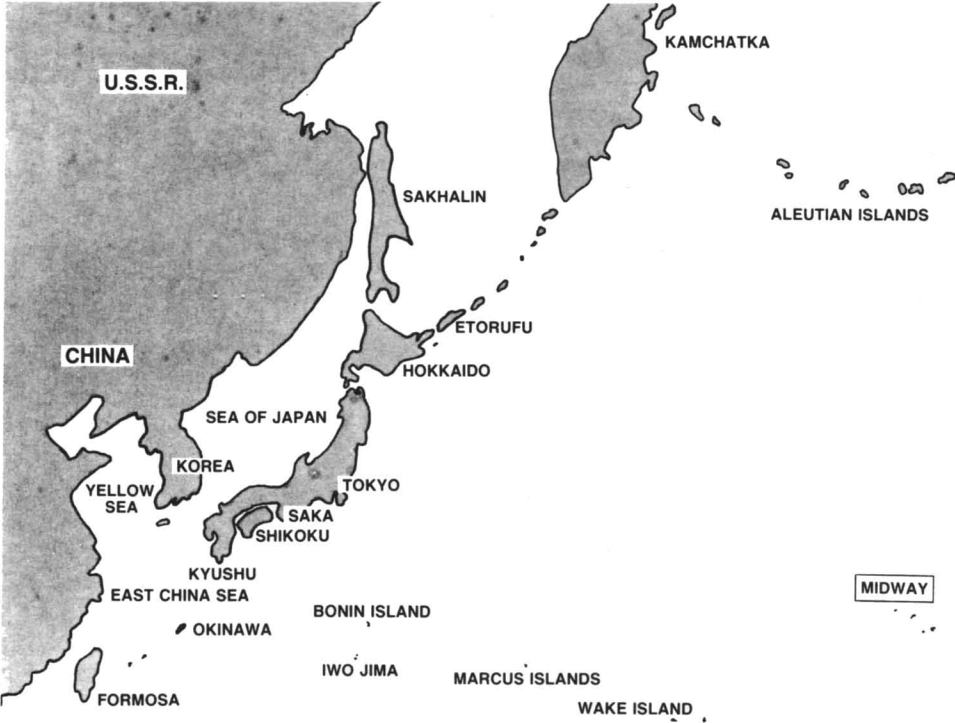 KAMCHATKA
U.S.S.R.
SAKHALIN
ALEUTIAN ISLANDS
ETORUFU
CHINA
HOKKAIDO
SEA OF JAPAN
KOREA
TOKYO
YELLOW
SEA
SAKA
SHIKOKU
KYUSHU
MIDWAY
EAST CHINA SEA
BONIN ISLAND
OKINAWA
IWO JIMA
MARCUS ISLANDS
FORMOSA
WAKE ISLAND